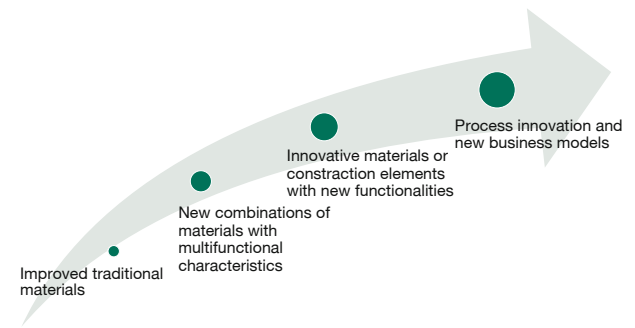 Process innovation and
new business models
Innovative materials or
constraction elements
with new functionalities
New combinations of
materials with
multifunctional
characteristics
Improved traditional
materials